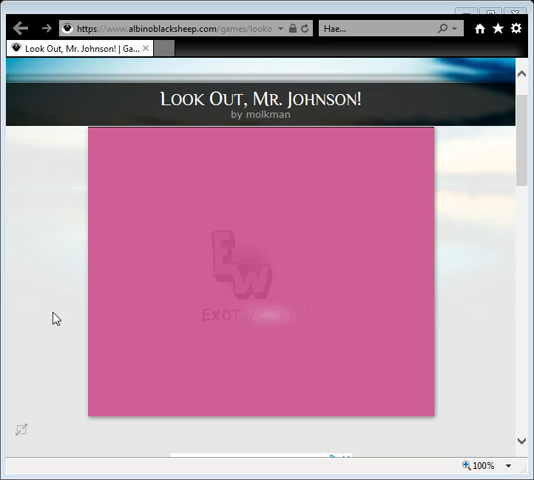 https://www.albinoblacksheep.com/games/looko
Hae...
Look Out, Mr. Johnson! | Ga...
Look Out, Mr. Johnson!
by molkman
EW
100%